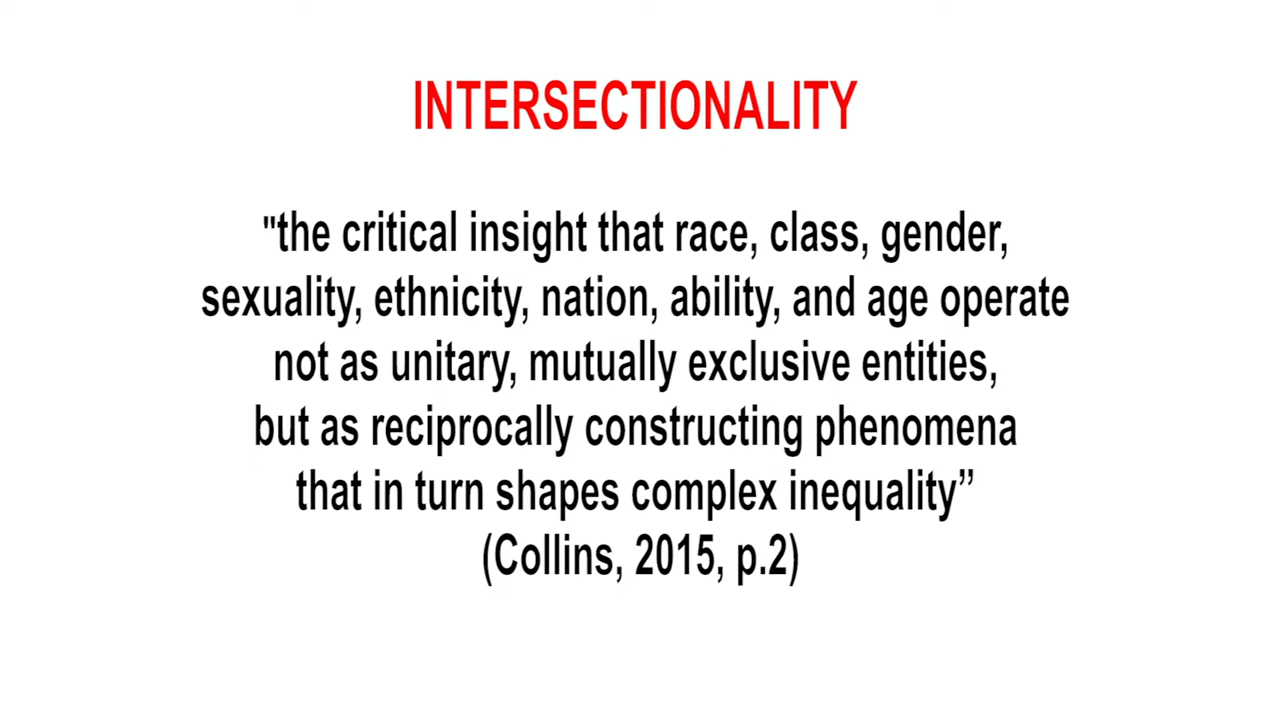 INTERSECTIONALITY
"the critical insight that race, class, gender,
sexuality, ethnicity, nation, ability, and age operate
not as unitary, mutually exclusive entities,
but as reciprocally constructing phenomena
that in turn shapes complex inequality”
(Collins, 2015, p.2)